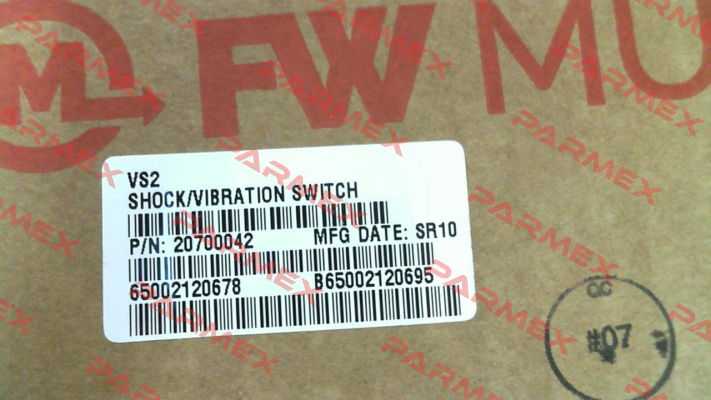 FW MU
VS2
SHOCK/VIBRATION SWITCH
P/N: 20700042 MFG DATE: SR10
65002120678 B65002120695
QC
#07
PARMEX